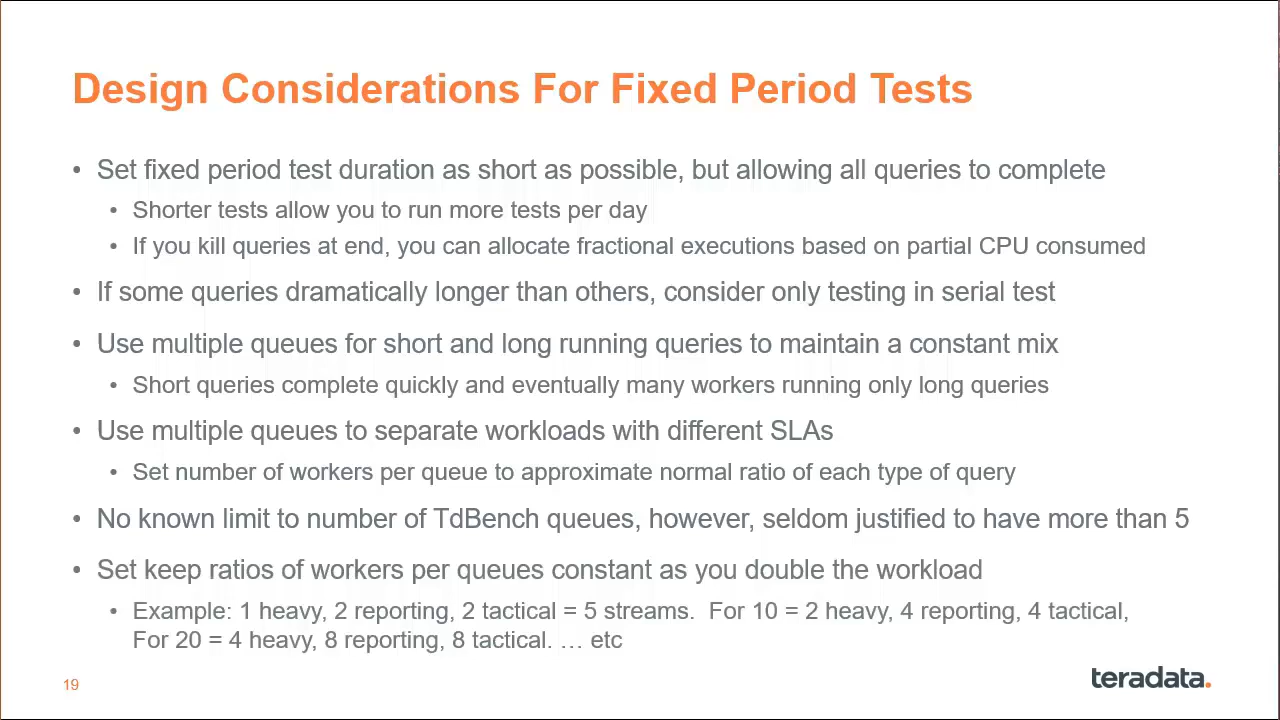 Design Considerations For Fixed Period Tests
• Set fixed period test duration as short as possible, but allowing all queries to complete
• Shorter tests allow you to run more tests per day
• If you kill queries at end, you can allocate fractional executions based on partial CPU consumed
• If some queries dramatically longer than others, consider only testing in serial test
• Use multiple queues for short and long running queries to maintain a constant mix
• Short queries complete quickly and eventually many workers running only long queries
• Use multiple queues to separate workloads with different SLAs
• Set number of workers per queue to approximate normal ratio of each type of query
• No known limit to number of TdBench queues, however, seldom justified to have more than 5
• Set keep ratios of workers per queues constant as you double the workload
• Example: 1 heavy, 2 reporting, 2 tactical = 5 streams.  For 10 = 2 heavy, 4 reporting, 4 tactical,
For 20 = 4 heavy, 8 reporting, 8 tactical. … etc
19
teradata.